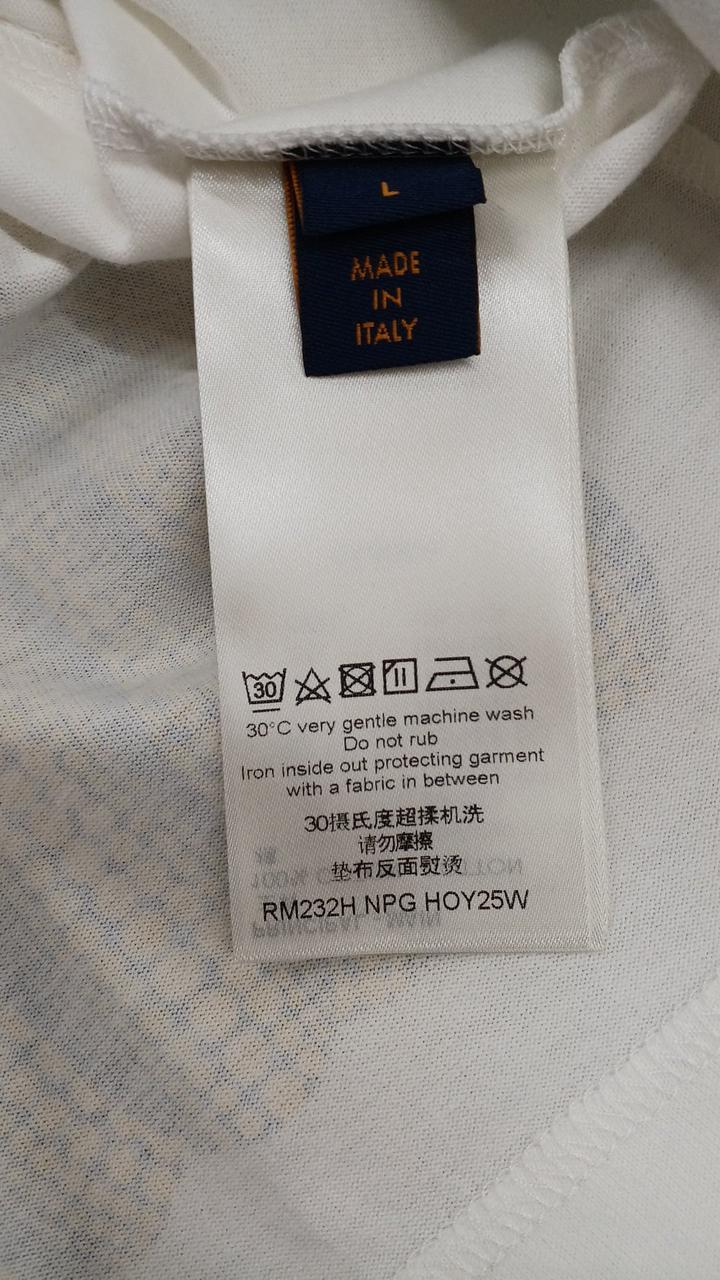 L
MADE
IN
ITALY
30
30°C very gentle machine wash
Do not rub
Iron inside out protecting garment
with a fabric in between
30摄氏度超揉机洗
请勿摩擦
垫布反面熨烫
RM232H NPG HOY25W